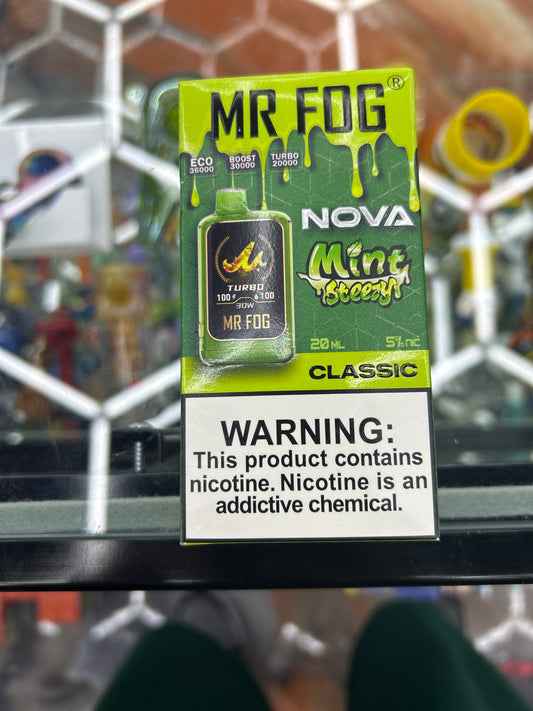 MR FOG®
ECO BOOST TURBO
36000 30000 20000
NOVA
Mint
Steezy
TURBO
100 100
30W
MR FOG
20 ML 5% nic
CLASSIC
WARNING:
This product contains
nicotine. Nicotine is an
addictive chemical.